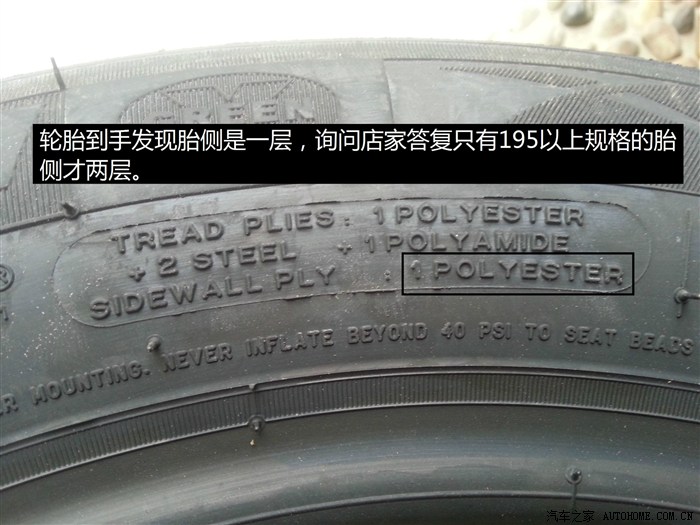 GREEN
轮胎到手发现胎侧是一层，询问店家答复只有195以上规格的胎
侧才两层。
TREAD PLIES: 1 POLYESTER
+ 2 STEEL + 1 POLYAMIDE
SIDEWALL PLY : 1 POLYESTER
R MOUNTING. NEVER INFLATE BEYOND 40 PSI TO SEAT BEADS
汽车之家 AUTOHOME.COM.CN